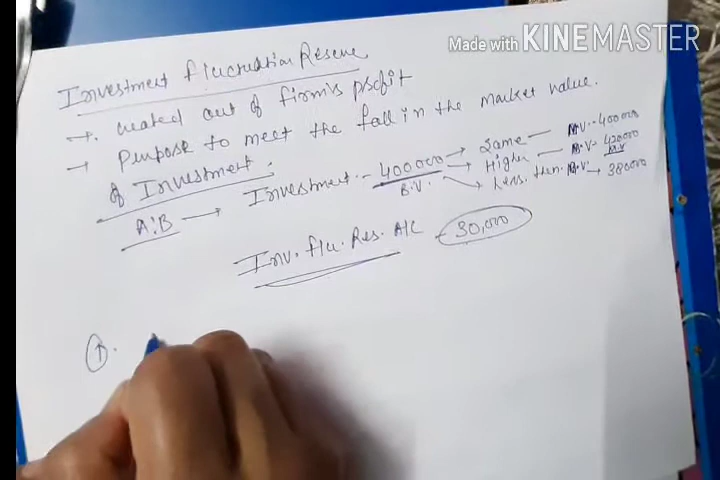 Made with KINEMASTER
Investment Fluctuation Reserve
→ created out of firm's profit
→ Purpose to meet the fall in the market value
of Investment.
A:B → Investment - 400000 → Same — M.V. - 400000
B.V. → Higher — M.V. - 420000
→ Less then B.V. M.V → 380000
Inv. flu. Res. A/C - 30,000
1.